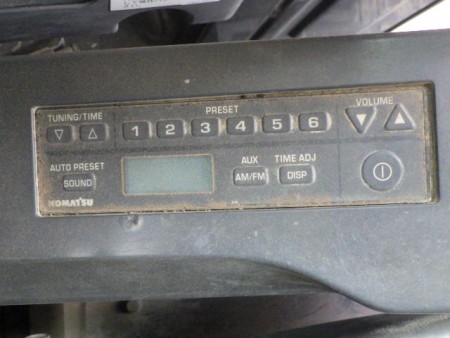 TUNING/TIME
▽ △
PRESET
1 2 3 4 5 6
VOLUME
▼ ▲
AUTO PRESET
SOUND
AUX
AM/FM
TIME ADJ
DISP
KOMATSU